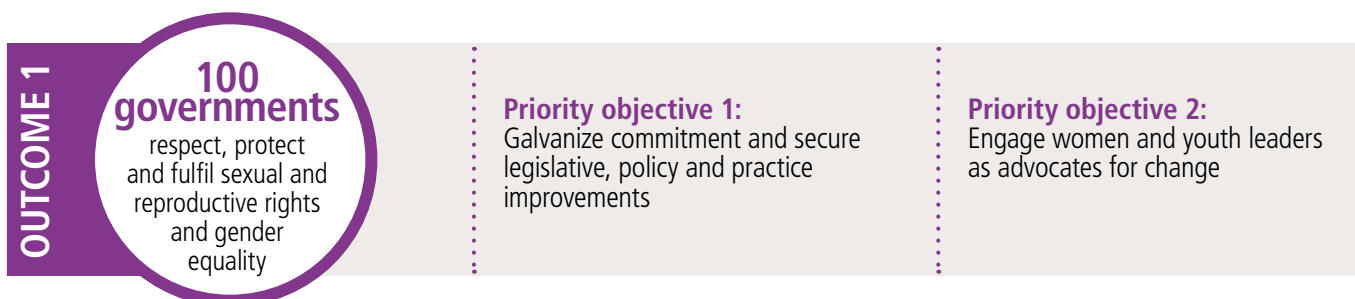 OUTCOME 1
100
governments
respect, protect
and fulfil sexual and
reproductive rights
and gender
equality
Priority objective 1:
Galvanize commitment and secure
legislative, policy and practice
improvements
Priority objective 2:
Engage women and youth leaders
as advocates for change